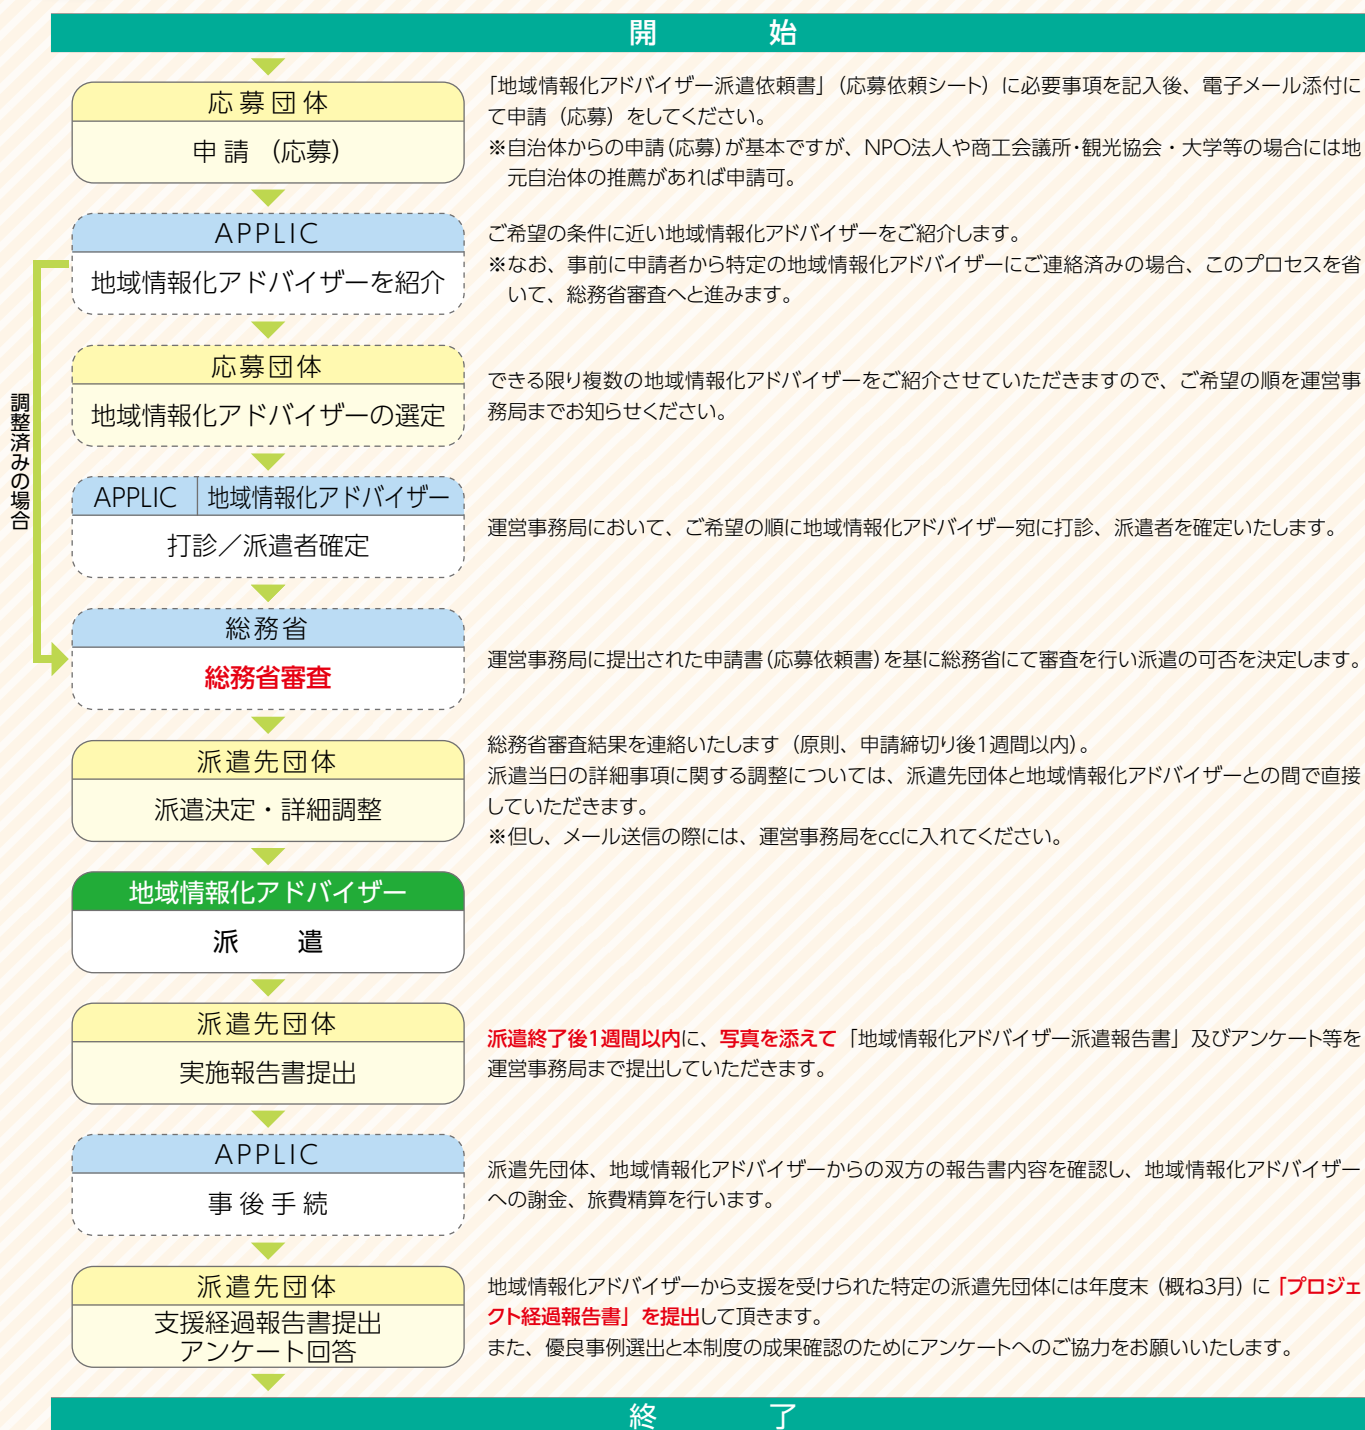 開　始
応募団体
申請（応募）
「地域情報化アドバイザー派遣依頼書」（応募依頼シート）に必要事項を記入後、電子メール添付に
て申請（応募）をしてください。
※自治体からの申請（応募）が基本ですが、NPO法人や商工会議所・観光協会・大学等の場合には地
元自治体の推薦があれば申請可。
APPLIC
地域情報化アドバイザーを紹介
ご希望の条件に近い地域情報化アドバイザーをご紹介します。
※なお、事前に申請者から特定の地域情報化アドバイザーにご連絡済みの場合、このプロセスを省
いて、総務省審査へと進みます。
調整済みの場合
応募団体
地域情報化アドバイザーの選定
できる限り複数の地域情報化アドバイザーをご紹介させていただきますので、ご希望の順を運営事
務局までお知らせください。
APPLIC 地域情報化アドバイザー
打診／派遣者確定
運営事務局において、ご希望の順に地域情報化アドバイザー宛に打診、派遣者を確定いたします。
総務省
総務省審査
運営事務局に提出された申請書（応募依頼書）を基に総務省にて審査を行い派遣の可否を決定します。
派遣先団体
派遣決定・詳細調整
総務省審査結果を連絡いたします（原則、申請締切り後1週間以内）。
派遣当日の詳細事項に関する調整については、派遣先団体と地域情報化アドバイザーとの間で直接
していただきます。
※但し、メール送信の際には、運営事務局をccに入れてください。
地域情報化アドバイザー
派　遣
派遣先団体
実施報告書提出
派遣終了後1週間以内に、写真を添えて「地域情報化アドバイザー派遣報告書」及びアンケート等を
運営事務局まで提出していただきます。
APPLIC
事後手続
派遣先団体、地域情報化アドバイザーからの双方の報告書内容を確認し、地域情報化アドバイザー
への謝金、旅費精算を行います。
派遣先団体
支援経過報告書提出
アンケート回答
地域情報化アドバイザーから支援を受けられた特定の派遣先団体には年度末（概ね3月）に「プロジェ
クト経過報告書」を提出して頂きます。
また、優良事例選出と本制度の成果確認のためにアンケートへのご協力をお願いいたします。
終　了